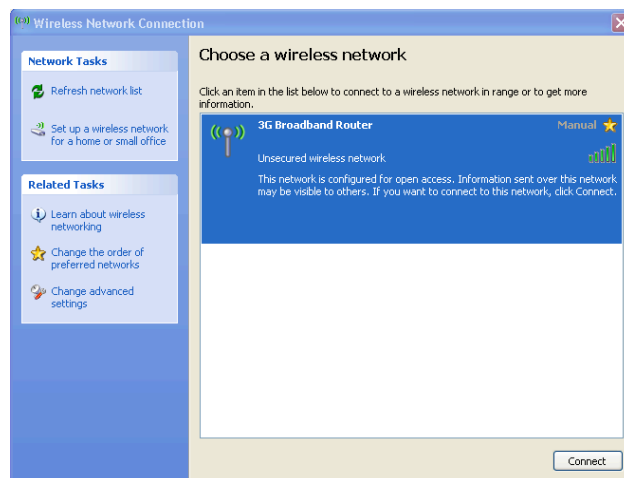 Wireless Network Connection
Network Tasks
Refresh network list
Set up a wireless network
for a home or small office
Related Tasks
Learn about wireless
networking
Change the order of
preferred networks
Change advanced
settings
Choose a wireless network
Click an item in the list below to connect to a wireless network in range or to get more
information.
3G Broadband Router Manual
Unsecured wireless network
This network is configured for open access. Information sent over this network
may be visible to others. If you want to connect to this network, click Connect.
Connect